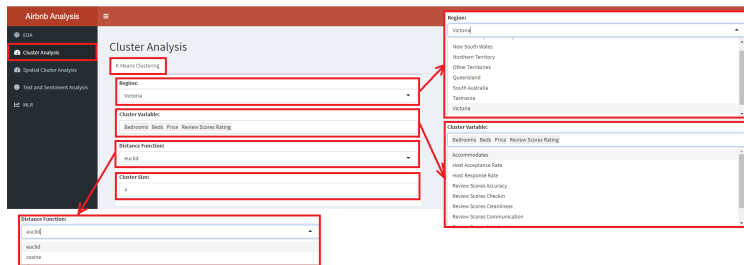 Airbnb Analysis
EDA
Cluster Analysis
Spatial Cluster Analysis
Text and Sentiment Analysis
MLR
Cluster Analysis
K Means Clustering
Region:
Victoria
Cluster Variable:
Bedrooms Beds Price Review Scores Rating
Distance Function:
euclid
Cluster Size:
4
Region:
Victoria
New South Wales
Northern Territory
Other Territories
Queensland
South Australia
Tasmania
Victoria
Cluster Variable:
Bedrooms Beds Price Review Scores Rating
Accommodates
Host Acceptance Rate
Host Response Rate
Review Scores Accuracy
Review Scores Checkin
Review Scores Cleanliness
Review Scores Communication
Distance Function:
euclid
euclid
cosine